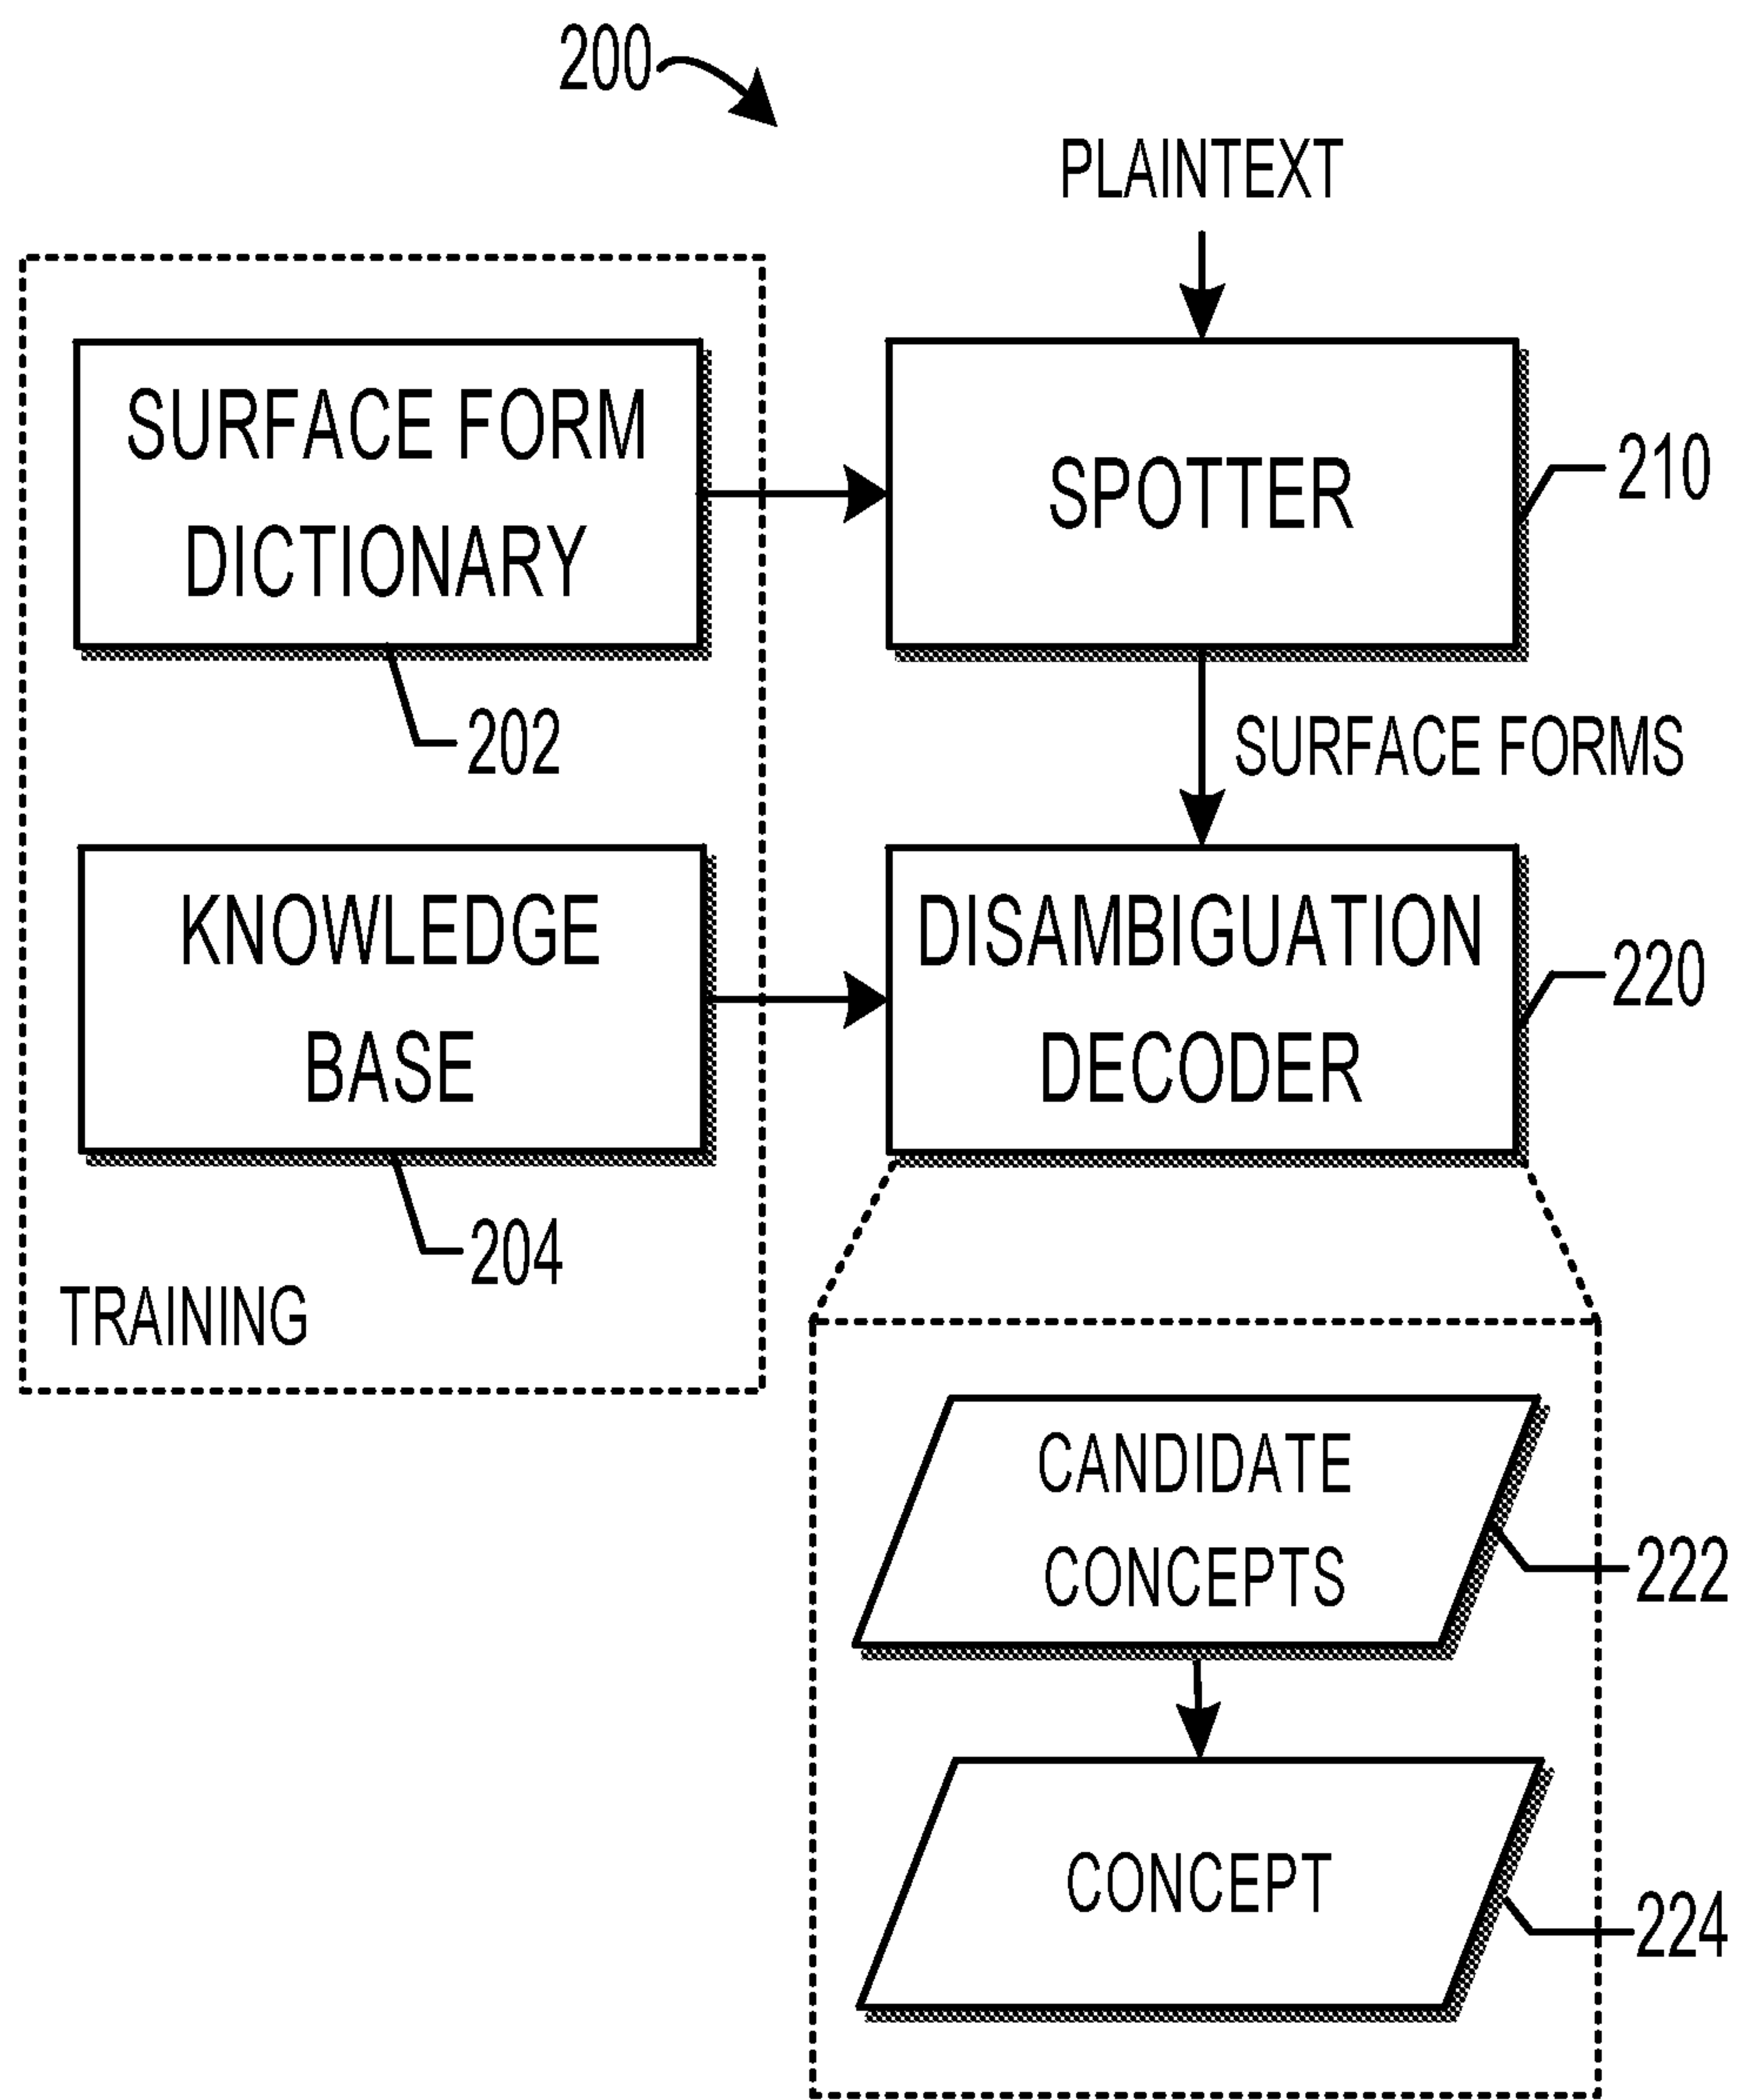 200
PLAINTEXT
SURFACE FORM
DICTIONARY
202
SPOTTER
210
SURFACE FORMS
KNOWLEDGE
BASE
204
TRAINING
DISAMBIGUATION
DECODER
220
CANDIDATE
CONCEPTS
222
CONCEPT
224